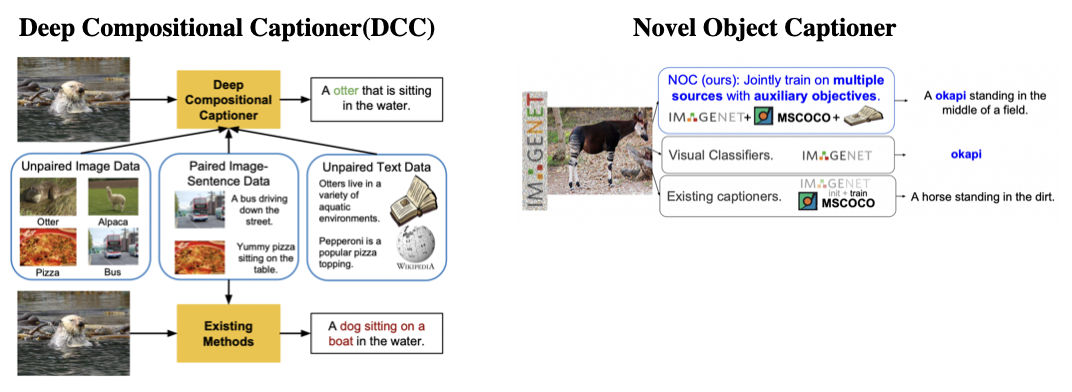 Deep Compositional Captioner(DCC)
Deep
Compositional
Captioner
A otter that is sitting
in the water.
Unpaired Image Data
Otter
Alpaca
Pizza
Bus
Paired Image-
Sentence Data
A bus driving
down the
street.
Yummy pizza
sitting on the
table.
Unpaired Text Data
Otters live in a
variety of
aquatic
environments.
Pepperoni is a
popular pizza
topping.
WIKIPEDIA
Existing
Methods
A dog sitting on a
boat in the water.
Novel Object Captioner
IMAGENET
NOC (ours): Jointly train on multiple
sources with auxiliary objectives.
IMAGENET+ MSCOCO +
A okapi standing in the
middle of a field.
Visual Classifiers.
IMAGENET
okapi
Existing captioners.
IMAGENET
init + train
MSCOCO
A horse standing in the dirt.